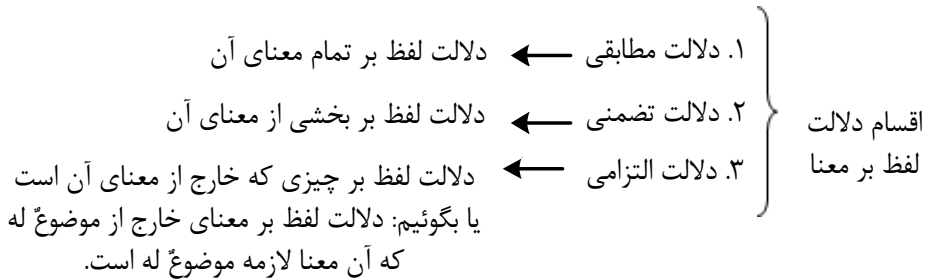 اقسام دلالت
لفظ بر معنا
۱. دلالت مطابقی
دلالت لفظ بر تمام معنای آن
۲. دلالت تضمنی
دلالت لفظ بر بخشی از معنای آن
۳. دلالت التزامی
دلالت لفظ بر چیزی که خارج از معنای آن است
یا بگوئیم: دلالت لفظ بر معنای خارج از موضوعٌ له
که آن معنا لازمه موضوعٌ له است.